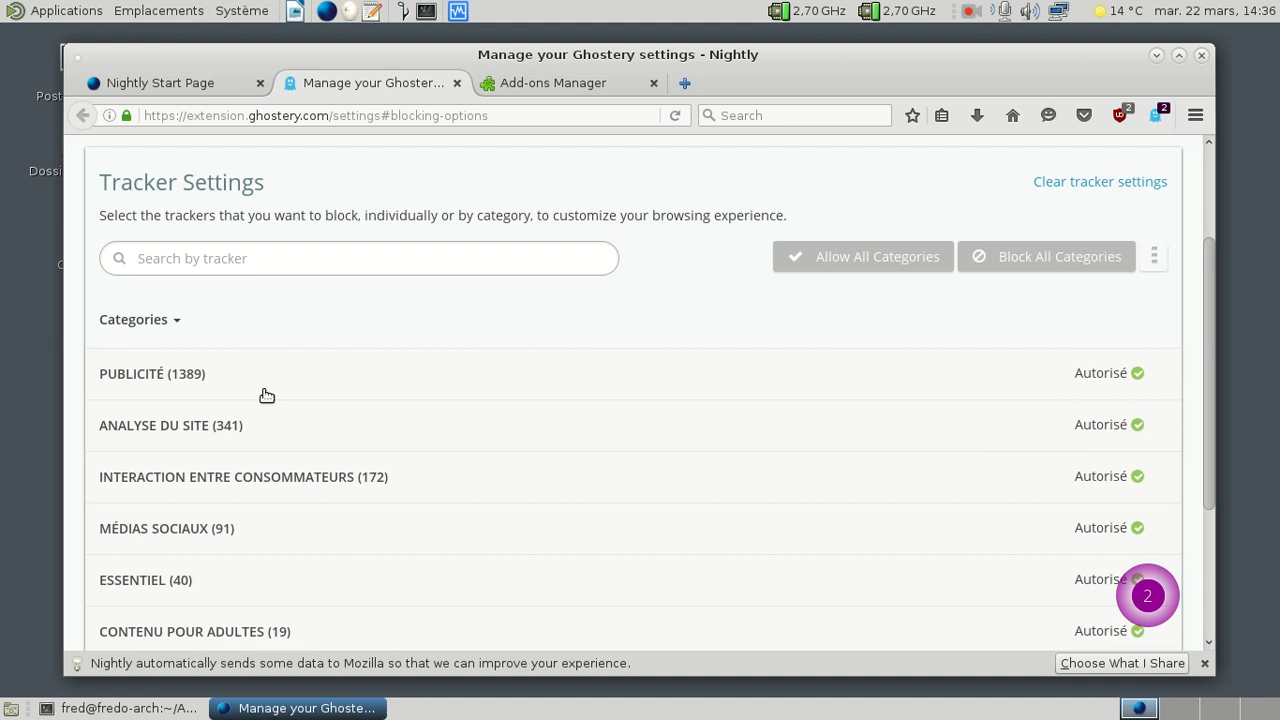 Applications Emplacements Système 2,70 GHz 2,70 GHz 14 °C mar. 22 mars, 14:36
Manage your Ghostery settings - Nightly
Nightly Start Page Manage your Ghoster... Add-ons Manager
https://extension.ghostery.com/settings#blocking-options Search 2 2
Post
Dossi
Tracker Settings Clear tracker settings
Select the trackers that you want to block, individually or by category, to customize your browsing experience.
Search by tracker Allow All Categories Block All Categories
Categories
PUBLICITÉ (1389) Autorisé
ANALYSE DU SITE (341) Autorisé
INTERACTION ENTRE CONSOMMATEURS (172) Autorisé
MÉDIAS SOCIAUX (91) Autorisé
ESSENTIEL (40) Autorisé
2
CONTENU POUR ADULTES (19) Autorisé
Nightly automatically sends some data to Mozilla so that we can improve your experience. Choose What I Share
fred@fredo-arch:~/A... Manage your Ghoste...